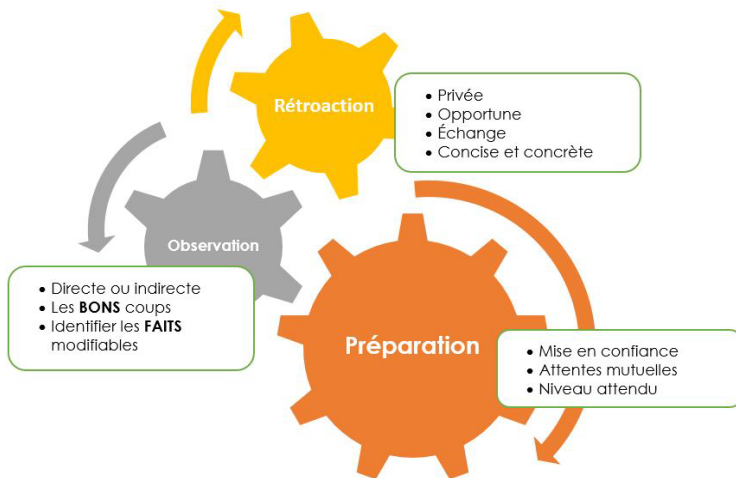 Rétroaction
• Privée
• Opportune
• Échange
• Concise et concrète
Observation
• Directe ou indirecte
• Les BONS coups
• Identifier les FAITS
modifiables
Préparation
• Mise en confiance
• Attentes mutuelles
• Niveau attendu